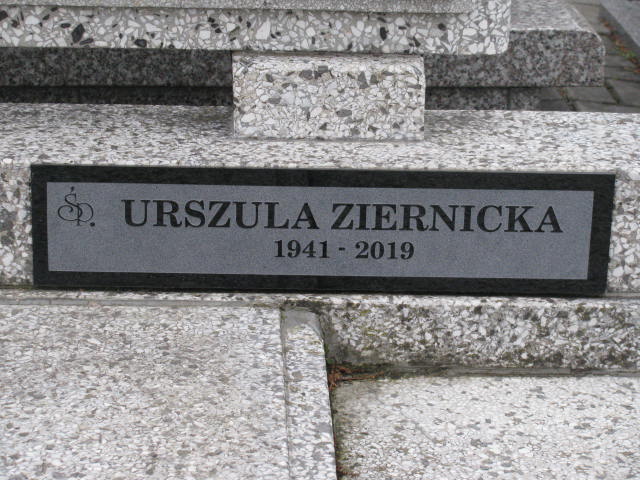 ŚP. URSZULA ZIERNICKA
1941 - 2019